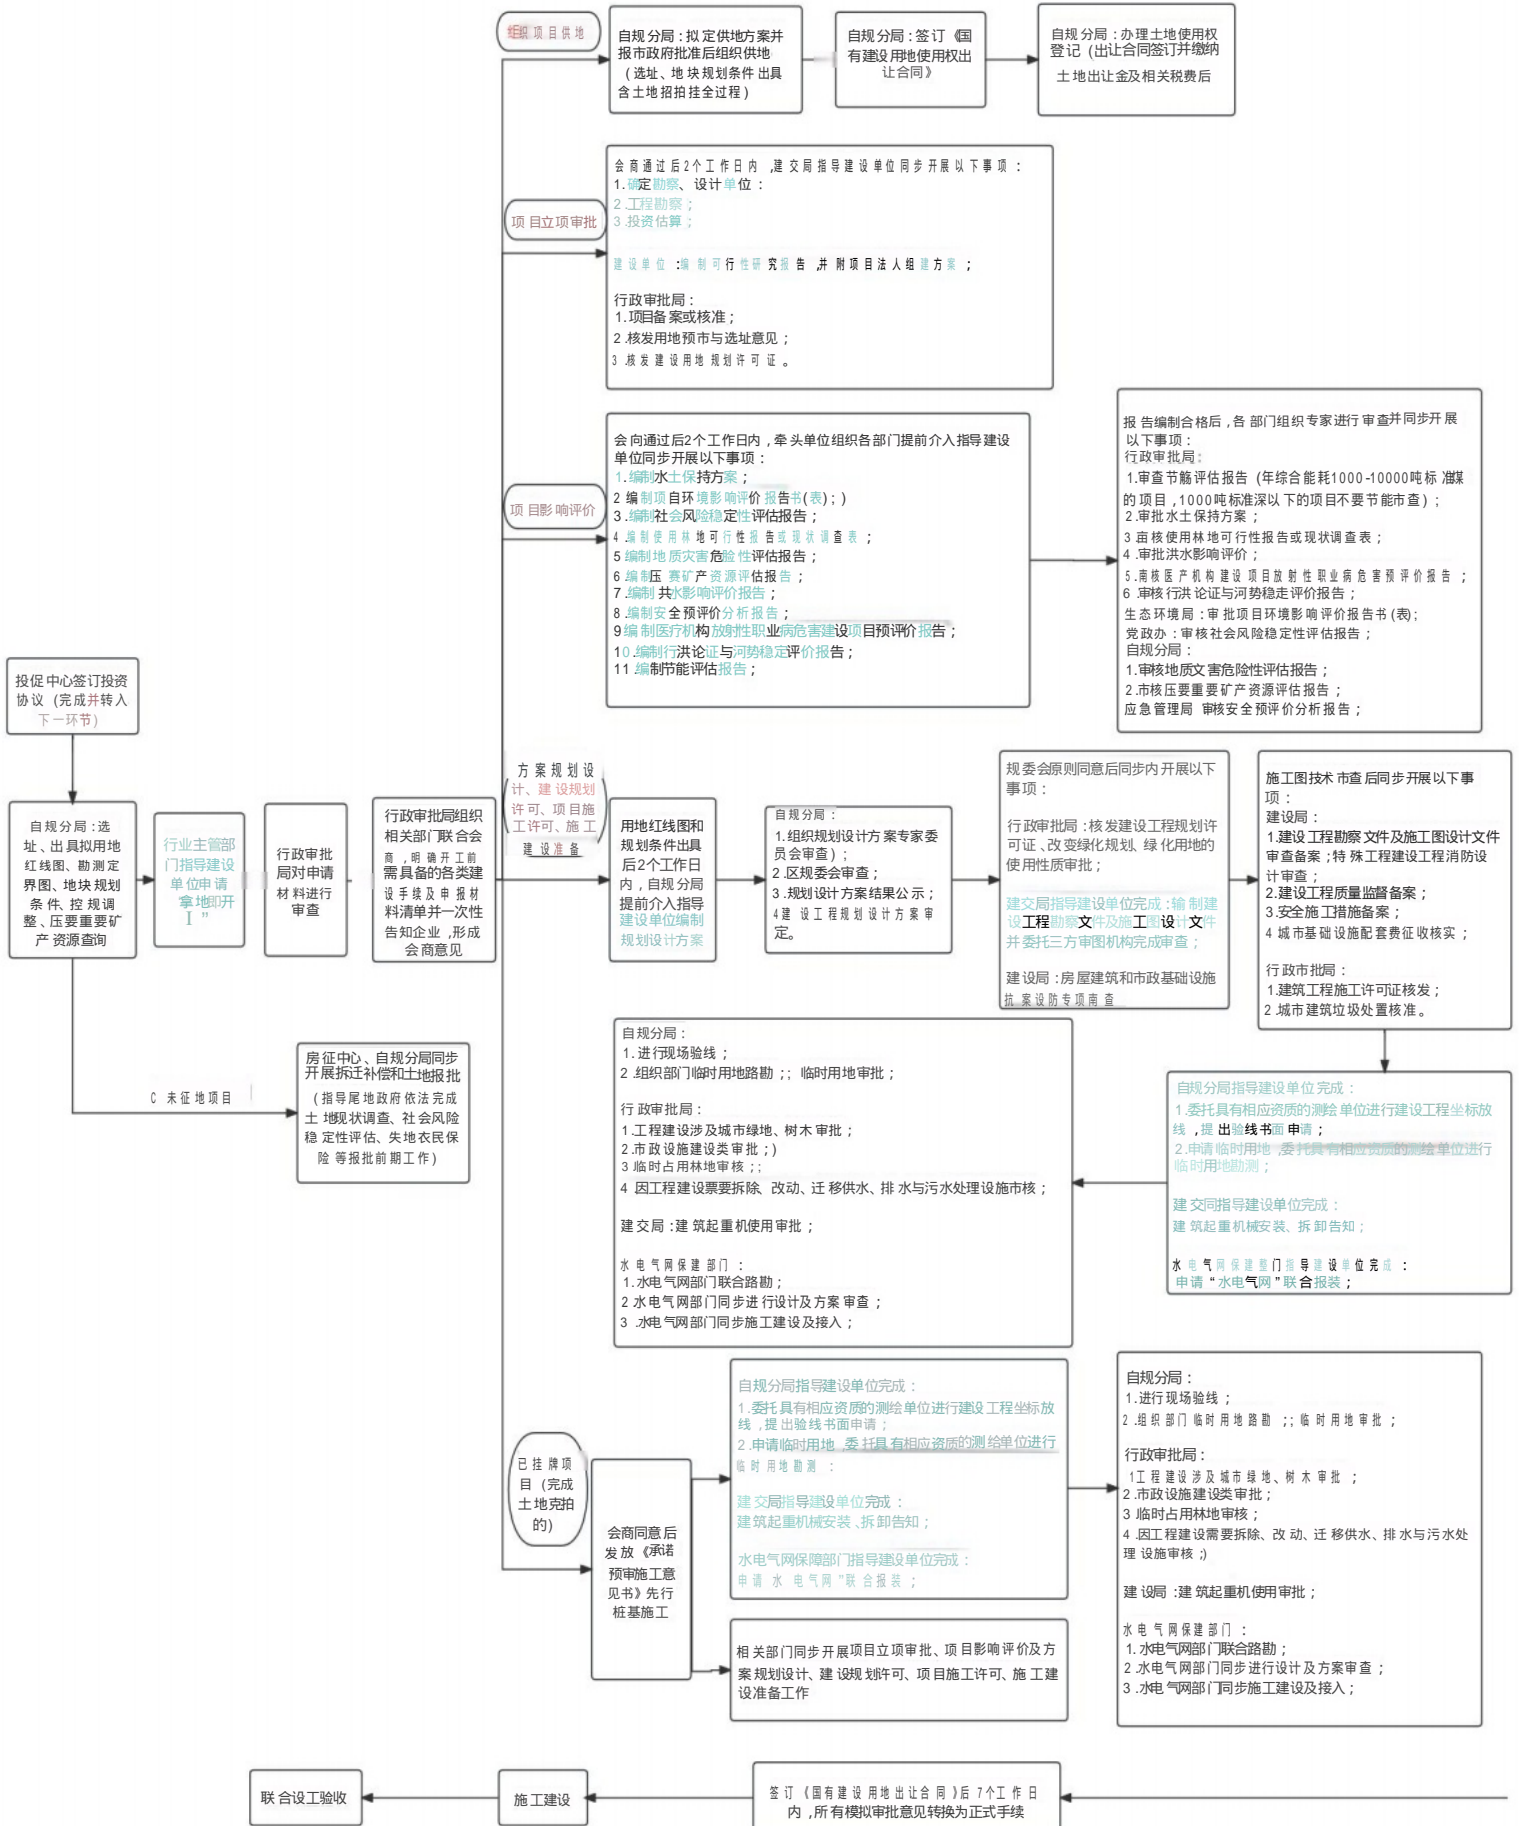 组织项目供地
自规分局:拟定供地方案并
报市政府批准后组织供地
(选址、地块规划条件出具
含土地招拍挂全过程)
自规分局:签订《国
有建设用地使用权出
让合同》
自规分局:办理土地使用权
登记(出让合同签订并缴纳
土地出让金及相关税费后
项目立项审批
会商通过后2个工作日内,建交局指导建设单位同步开展以下事项:
1.确定勘察、设计单位:
2.工程勘察;
3.投资估算;
建设单位:编制可行性研究报告,并附项目法人组建方案;
行政审批局:
1.项目备案或核准;
2.核发用地预市与选址意见;
3.核发建设用地规划许可证。
项目影响评价
会向通过后2个工作日内,牵头单位组织各部门提前介入指导建设
单位同步开展以下事项:
1.编制水土保持方案;
2编制项自环境影响评价报告书(表);)
3.编制社会风险稳定性评估报告;
4.编制使用林地可行性报告或现状调查表;
5编制地质灾害危险性评估报告;
6.编制压赛矿产资源评估报告;
7.编制共水影响评价报告;
8.编制安全预评价分析报告;
9编制医疗机构放射性职业病危害建设项目预评价报告;
10.编制行洪论证与河势稳定评价报告;
11.编制节能评估报告;
报告编制合格后,各部门组织专家进行审查并同步开展
以下事项:
行政审批局:
1.审查节觞评估报告(年综合能耗1000-10000吨标准煤
的项目,1000吨标准深以下的项目不要节能市查);
2.审批水土保持方案;
3.亩核使用林地可行性报告或现状调查表;
4.审批洪水影响评价;
5.南核医产机构建设项目放射性职业病危害预评价报告;
6审核行洪论证与河势稳走评价报告;
生态环境局:审批项目环境影响评价报告书(表);
党政办:审核社会风险稳定性评估报告;
自规分局:
1.审核地质文害危险性评估报告;
2.市核压要重要矿产资源评估报告;
应急管理局 审核安全预评价分析报告;
投促中心签订投资
协议(完成并转入
下一环节)
自规分局:选
址、出具拟用地
红线图、勘测定
界图、地块规划
条件、控规调
整、压要重要矿
产资源查询
行业主管部
门指导建设
单位申请
“拿地即开
I”
行政审批
局对申请
材料进行
审查
行政审批局组织
相关部门联合会
商,明确开工前
需具备的各类建
设手续及申报材
料清单并一次性
告知企业,形成
会商意见
方案规划设
计、建设规划
许可、项目施
工许可、施工
建设准备
用地红线图和
规划条件出具
后2个工作日
内,自规分局
提前介入指导
建设单位编制
规划设计方案
自规分局:
1.组织规划设计方案专家委
员会审查);
2.区规委会审查;
3.规划设计方案结果公示;
4建设工程规划设计方案审
定。
规委会原则同意后同步内开展以下
事项:
行政审批局:核发建设工程规划许
可证、改变绿化规划、绿化用地的
使用性质审批;
建交局指导建设单位完成:输制建
设工程勘察文件及施工图设计文件
并委托三方审图机构完成审查;
建设局:房屋建筑和市政基础设施
抗案设防专项南查
施工图技术市查后同步开展以下事
项:
建设局:
1.建设工程勘察文件及施工图设计文件
审查备案;特殊工程建设工程消防设
计审查;
2.建设工程质量监督备案;
3.安全施工措施备案;
4城市基础设施配套费征收核实;
行政市批局:
1.建筑工程施工许可证核发;
2.城市建筑垃圾处置核准。
C 未征地项目
房征中心、自规分局同步
开展拆迁补偿和土地报批
(指导尾地政府依法完成
土地现状调查、社会风险
稳定性评估、失地衣民保
险等报批前期工作)
自规分局:
1.进行现场验线;
2.组织部门临时用地路勘;;临时用地审批;
行政审批局:
1.工程建设涉及城市绿地、树木审批;
2.市政设施建设类审批;)
3临时占用林地审核;;
4因工程建设票要拆除、改动、迁移供水、排水与污水处理设施市核;
建交局:建筑起重机使用审批;
水电气网保建部门:
1.水电气网部门联合路勘;
2水电气网部门同步进行设计及方案审查;
3.水电气网部门同步施工建设及接入;
自规分局指导建设单位完成:
1.委托具有相应资质的测绘单位进行建设工程坐标放
线,提出验线书面申请;
2.申请临时用地,委托具有相应资质的测绘单位进行
临时用地勘测;
建交同指导建设单位完成:
建筑起重机械安装、拆卸告知;
水电气网保建整门指导建设单位完成:
申请“水电气网”联合报装;
已挂牌项
目(完成
土地克拍
的)
会商同意后
发放《承诺
预审施工意
见书》先行
桩基施工
自规分局指导建设单位完成:
1.委托具有相应资质的测绘单位进行建设工程坐标放
线,提出验线书面申请;
2.申请临时用地,委托具有相应资质的测给单位进行
临时用地勘测:
建交局指导建设单位完成:
建筑起重机械安装、拆卸告知;
水电气网保障部门指导建设单位完成:
申请 水 电气网”联合报装;
相关部门同步开展项目立项审批、项目影响评价及方
案规划设计、建设规划许可、项目施工许可、施工建
设准备工作
自规分局:
1.进行现场验线;
2.组织部门临时用地路勘;;临时用地审批;
行政审批局:
1工程建设涉及城市绿地、树木审批;
2.市政设施建设类审批;
3.临时占用林地审核;
4.因工程建设需要拆除、改动、迁移供水、排水与污水处
理设施审核;)
建设局:建筑起重机使用审批;
水电气网保建部门:
1.水电气网部门联合路勘;
2.水电气网部门同步进行设计及方案审查;
3.水电气网部门同步施工建设及接入;
联合设工验收
施工建设
签订《国有建设用地出让合同》后7个工作日
内,所有模拟审批意见转换为正式手续